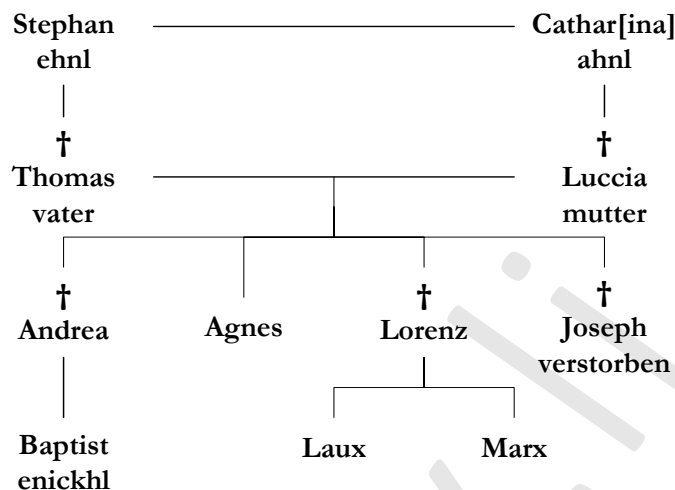 Stephan Cathar[ina]
ehnl ahnl
† †
Thomas Luccia
vater mutter
† † †
Andrea Agnes Lorenz Joseph
verstorben
Baptist Laux Marx
enickhl